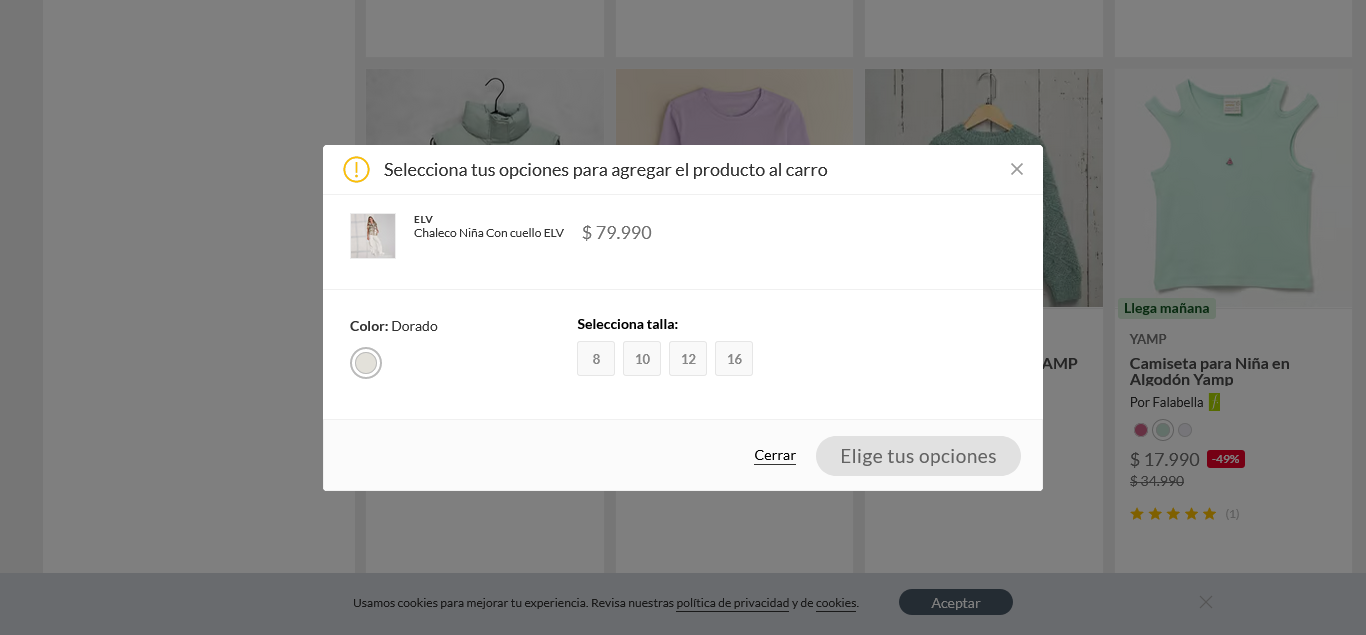 Selecciona tus opciones para agregar el producto al carro
ELV
Chaleco Niña Con cuello ELV
$ 79.990
Color: Dorado
Selecciona talla:
8 10 12 16
Cerrar
Elige tus opciones
AMP
Llega mañana
YAMP
Camiseta para Niña en
Algodón Yamp
Por Falabella
$ 17.990 -49%
$ 34.990
(1)
Usamos cookies para mejorar tu experiencia. Revisa nuestras política de privacidad y de cookies.
Aceptar